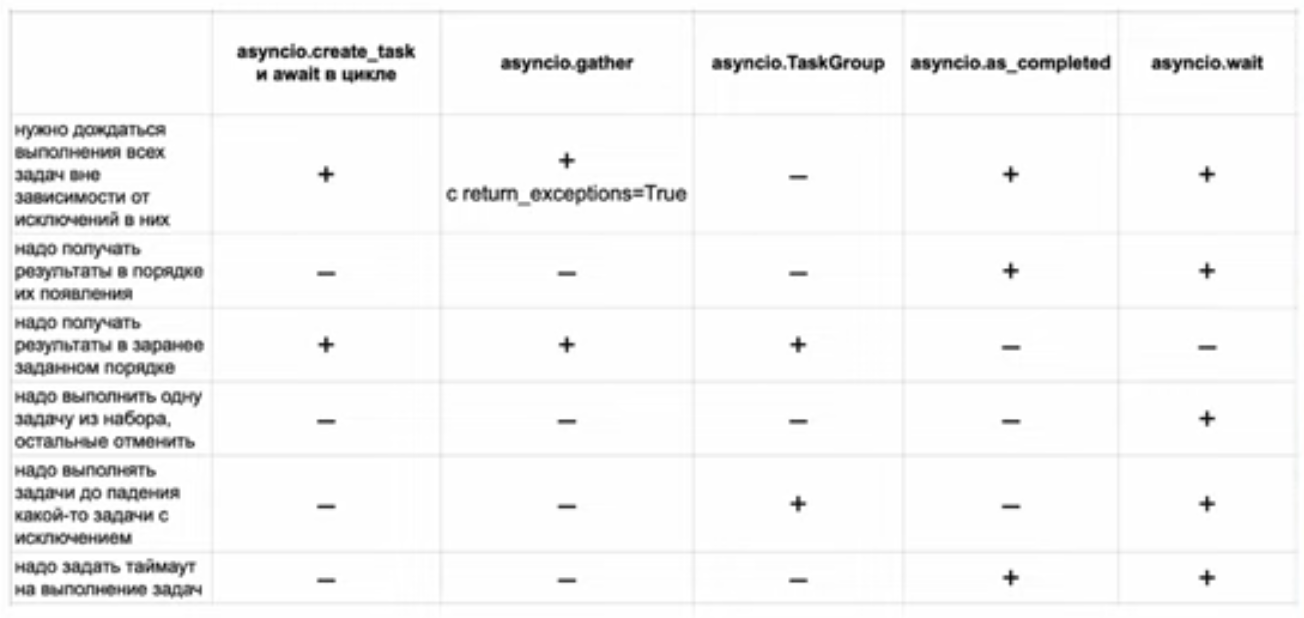 asyncio.create_task
и await в цикле
asyncio.gather
asyncio.TaskGroup
asyncio.as_completed
asyncio.wait
нужно дождаться
выполнения всех
задач вне
зависимости от
исключений в них
+
+
с return_exceptions=True
—
+
+
надо получать
результаты в порядке
их появления
—
—
—
+
+
надо получать
результаты в заранее
заданном порядке
+
+
+
—
—
надо выполнить одну
задачу из набора,
остальные отменить
—
—
—
—
+
надо выполнять
задачи до падения
какой-то задачи с
исключением
—
—
+
—
+
надо задать таймаут
на выполнение задач
—
—
—
+
+